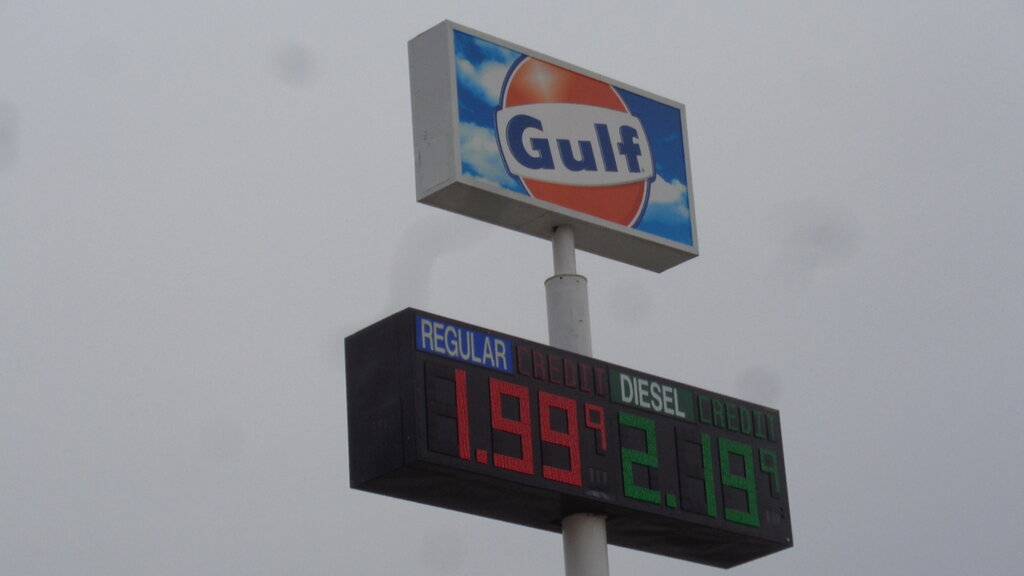 Gulf
REGULAR CREDIT DIESEL CREDIT
1.99 9 2.19 9